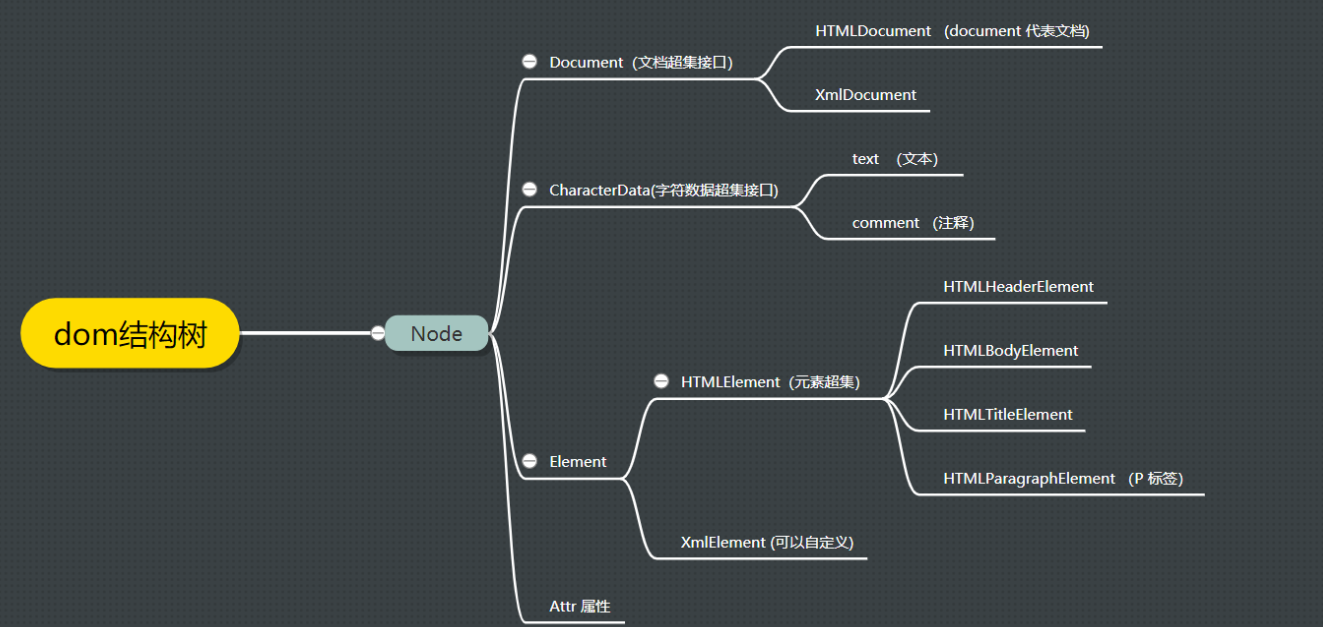 dom结构树
Node
Document (文档超集接口)
HTMLDocument (document 代表文档)
XmlDocument
CharacterData(字符数据超集接口)
text (文本)
comment (注释)
Element
HTMLElement (元素超集)
HTMLHeaderElement
HTMLBodyElement
HTMLTitleElement
HTMLParagraphElement (P 标签)
XmlElement (可以自定义)
Attr 属性